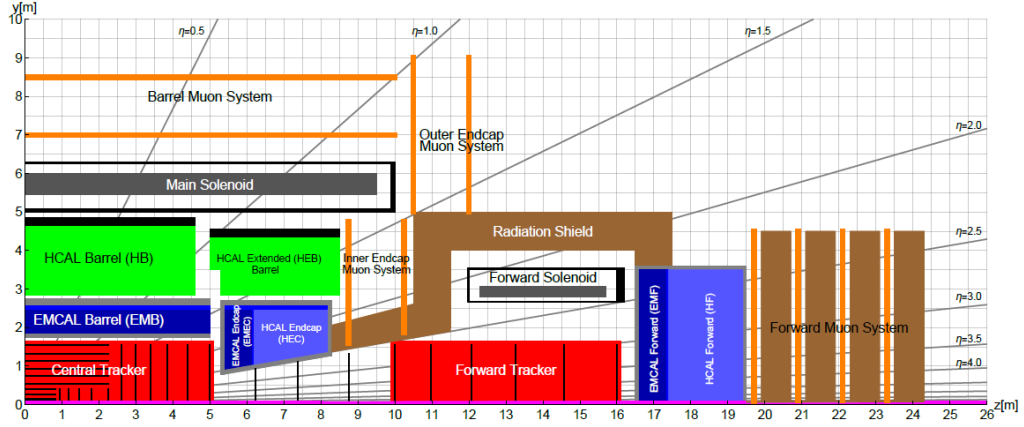 y[m]
10
9
8
7
6
5
4
3
2
1
0
η=0.5
η=1.0
η=1.5
η=2.0
η=2.5
η=3.0
η=3.5
η=4.0
Barrel Muon System
Outer Endcap
Muon System
Main Solenoid
Radiation Shield
HCAL Barrel (HB)
HCAL Extended (HEB)
Barrel
Inner Endcap
Muon System
Forward Solenoid
EMCAL Barrel (EMB)
EMCAL Endcap
(EMEC)
HCAL Endcap
(HEC)
EMCAL Forward (EMF)
HCAL Forward (HF)
Forward Muon System
Central Tracker
Forward Tracker
0 1 2 3 4 5 6 7 8 9 10 11 12 13 14 15 16 17 18 19 20 21 22 23 24 25 26 z[m]